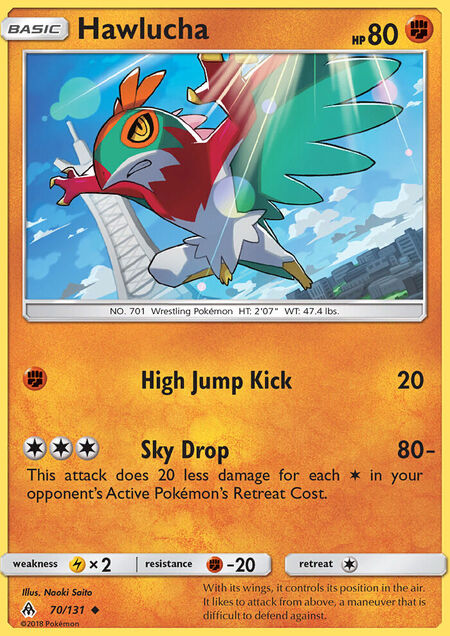 BASIC Hawlucha HP 80
NO. 701 Wrestling Pokémon HT: 2'07" WT: 47.4 lbs.
High Jump Kick 20
Sky Drop 80-
This attack does 20 less damage for each in your
opponent's Active Pokémon's Retreat Cost.
weakness ×2 resistance -20 retreat
Illus. Naoki Saito
70/131
©2018 Pokémon
With its wings, it controls its position in the air.
It likes to attack from above, a maneuver that is
difficult to defend against.